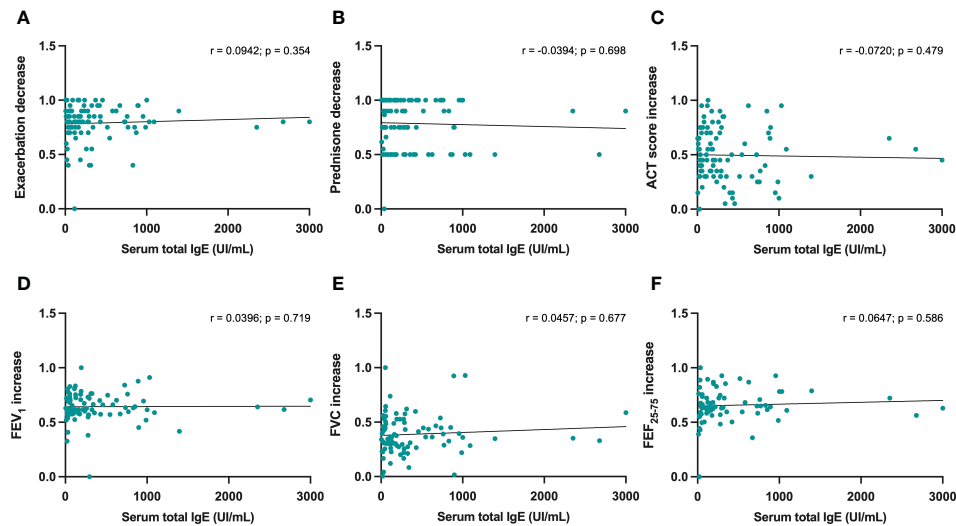 A
r = 0.0942; p = 0.354
Exacerbation decrease
1.5
1.0
0.5
0.0
0 1000 2000 3000
Serum total IgE (UI/mL)
B
r = -0.0394; p = 0.698
Prednisone decrease
1.5
1.0
0.5
0.0
0 1000 2000 3000
Serum total IgE (UI/mL)
C
r = -0.0720; p = 0.479
ACT score increase
1.5
1.0
0.5
0.0
0 1000 2000 3000
Serum total IgE (UI/mL)
D
r = 0.0396; p = 0.719
FEV1 increase
1.5
1.0
0.5
0.0
0 1000 2000 3000
Serum total IgE (UI/mL)
E
r = 0.0457; p = 0.677
FVC increase
1.5
1.0
0.5
0.0
0 1000 2000 3000
Serum total IgE (UI/mL)
F
r = 0.0647; p = 0.586
FEF25-75 increase
1.5
1.0
0.5
0.0
0 1000 2000 3000
Serum total IgE (UI/mL)